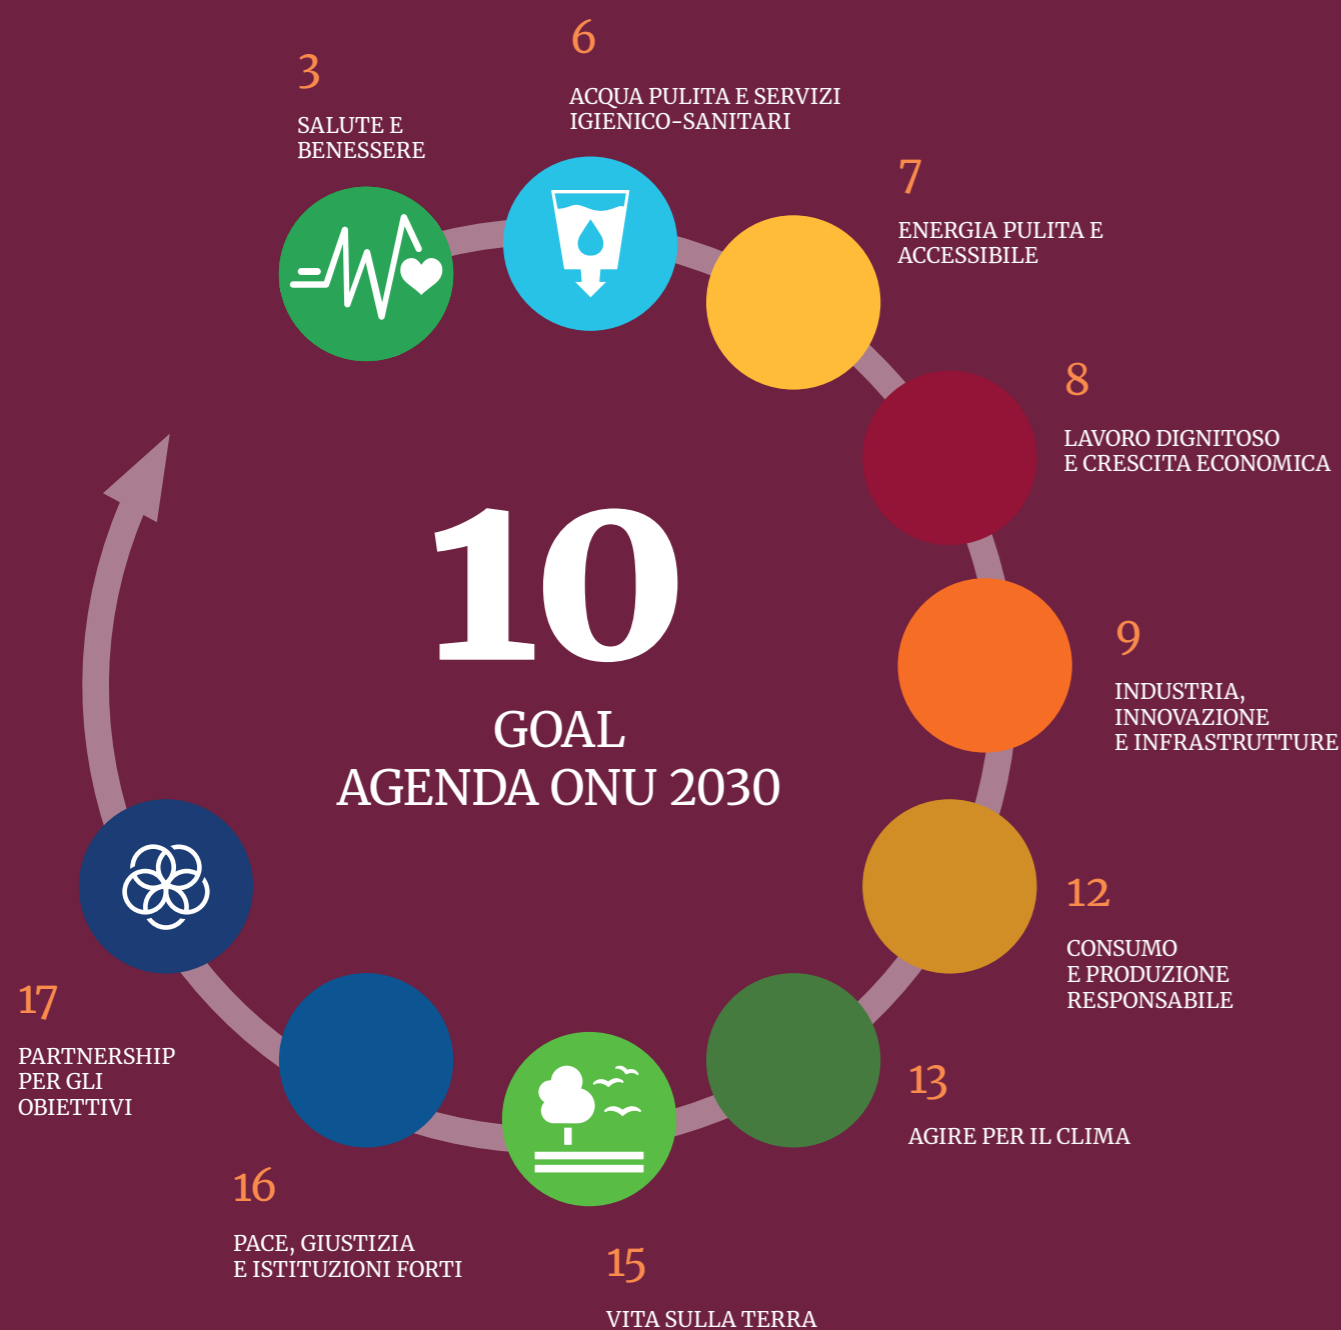 3
SALUTE E
BENESSERE
6
ACQUA PULITA E SERVIZI
IGIENICO-SANITARI
7
ENERGIA PULITA E
ACCESSIBILE
8
LAVORO DIGNITOSO
E CRESCITA ECONOMICA
9
INDUSTRIA,
INNOVAZIONE
E INFRASTRUTTURE
10
GOAL
AGENDA ONU 2030
12
CONSUMO
E PRODUZIONE
RESPONSABILE
13
AGIRE PER IL CLIMA
15
VITA SULLA TERRA
16
PACE, GIUSTIZIA
E ISTITUZIONI FORTI
17
PARTNERSHIP
PER GLI
OBIETTIVI